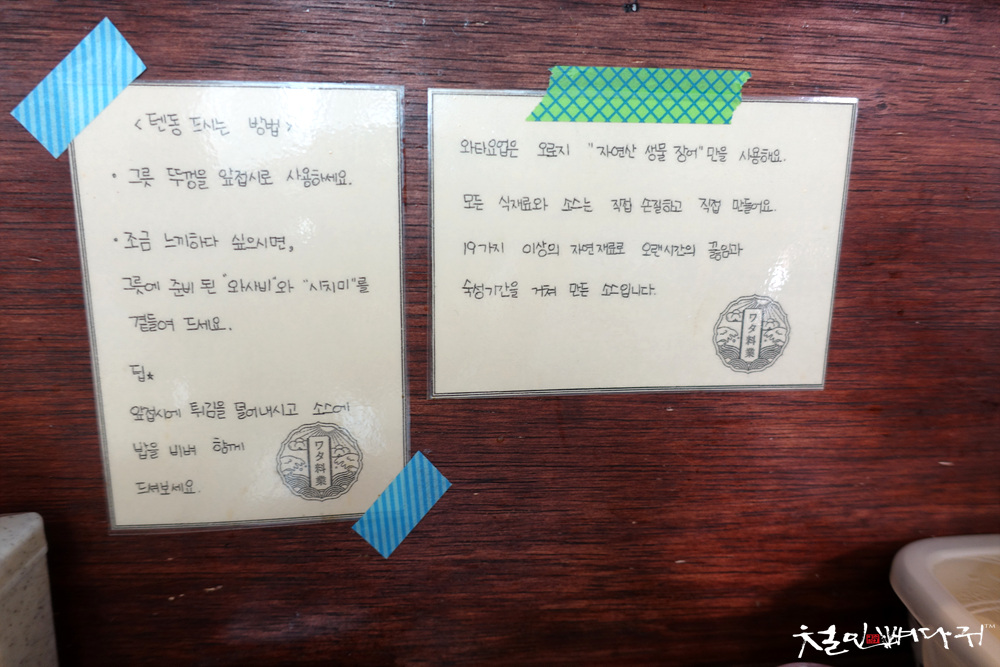 <텐동 드시는 방법>
· 그릇 뚜껑을 앞접시로 사용하세요.
· 조금 느끼하다 싶으시면,
그릇에 준비 된 "와사비"와 "시치미"를
곁들여 드세요.
팁★
앞접시에 튀김을 덜어내시고 소스에
밥을 비벼 함께
드셔보세요.
ワタ料業
와타요업은 오로지 "자연산 생물 장어"만을 사용해요.
모든 식재료와 소스는 직접 손질하고 직접 만들어요.
19가지 이상의 자연재료로 오랜시간의 끓임과
숙성기간을 거쳐 만든 소스입니다.
ワタ料業
철인뼈다귀™